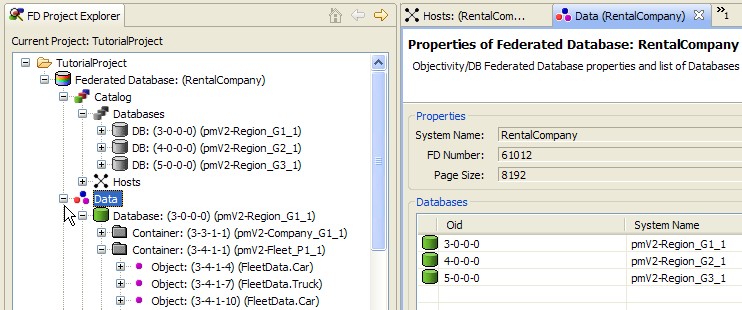 FD Project Explorer
Current Project: TutorialProject
TutorialProject
Federated Database: (RentalCompany)
Catalog
Databases
DB: (3-0-0-0) (pmV2-Region_G1_1)
DB: (4-0-0-0) (pmV2-Region_G2_1)
DB: (5-0-0-0) (pmV2-Region_G3_1)
Hosts
Data
Database: (3-0-0-0) (pmV2-Region_G1_1)
Container: (3-3-1-1) (pmV2-Company_G1_1)
Container: (3-4-1-1) (pmV2-Fleet_P1_1)
Object: (3-4-1-4) (FleetData.Car)
Object: (3-4-1-7) (FleetData.Truck)
Object: (3-4-1-10) (FleetData.Car)
Hosts: (RentalCom... Data (RentalCompany) »1
Properties of Federated Database: RentalCompany
Objectivity/DB Federated Database properties and list of Databases
Properties
System Name: RentalCompany
FD Number: 61012
Page Size: 8192
Databases
Oid System Name
3-0-0-0 pmV2-Region_G1_1
4-0-0-0 pmV2-Region_G2_1
5-0-0-0 pmV2-Region_G3_1